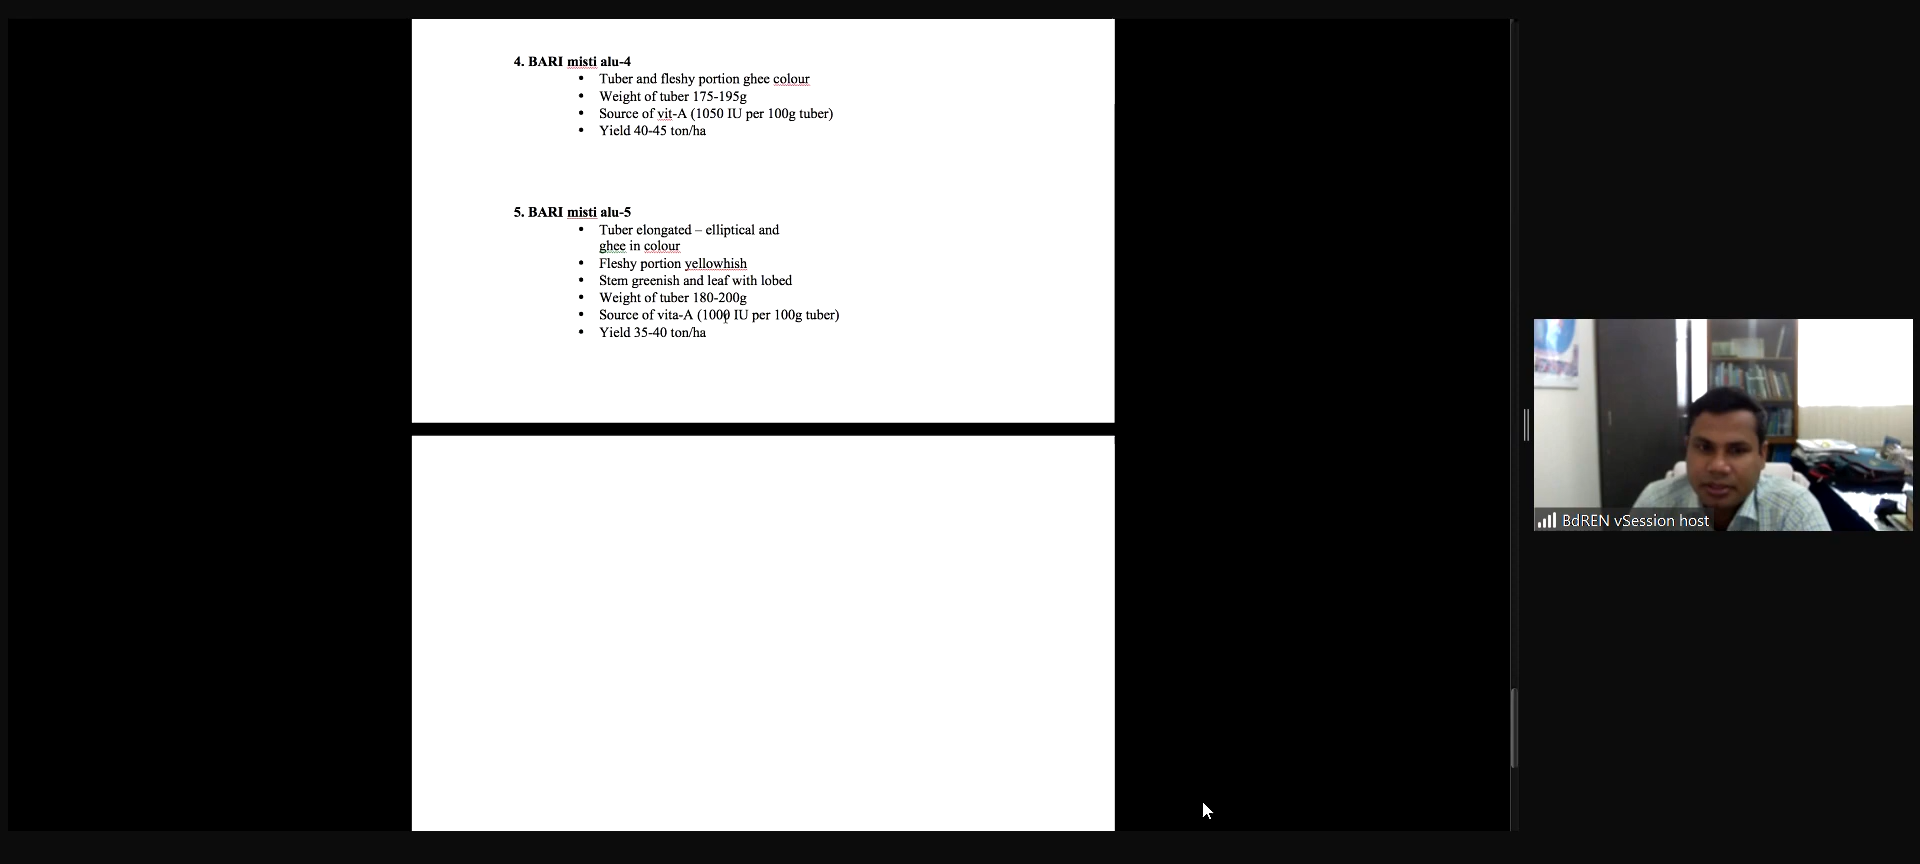 4. BARI misti alu-4
• Tuber and fleshy portion ghee colour
• Weight of tuber 175-195g
• Source of vit-A (1050 IU per 100g tuber)
• Yield 40-45 ton/ha
5. BARI misti alu-5
• Tuber elongated – elliptical and
ghee in colour
• Fleshy portion yellowhish
• Stem greenish and leaf with lobed
• Weight of tuber 180-200g
• Source of vita-A (1000 IU per 100g tuber)
• Yield 35-40 ton/ha
BdREN vSession host